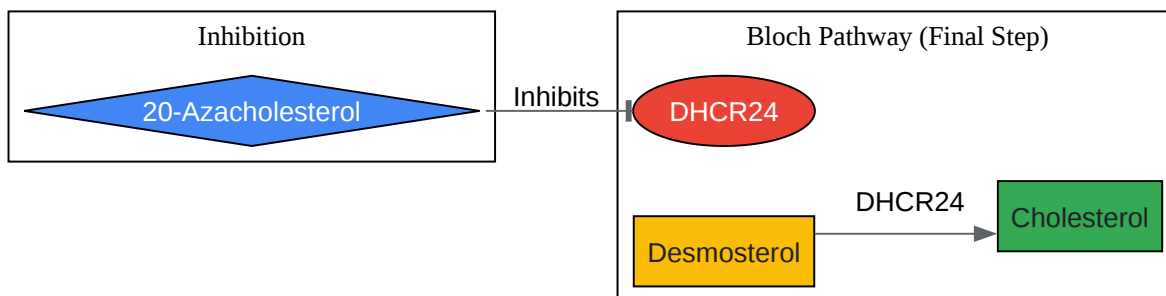 Inhibition
20-Azacholesterol
Inhibits
Bloch Pathway (Final Step)
DHCR24
DHCR24
Desmosterol
Cholesterol